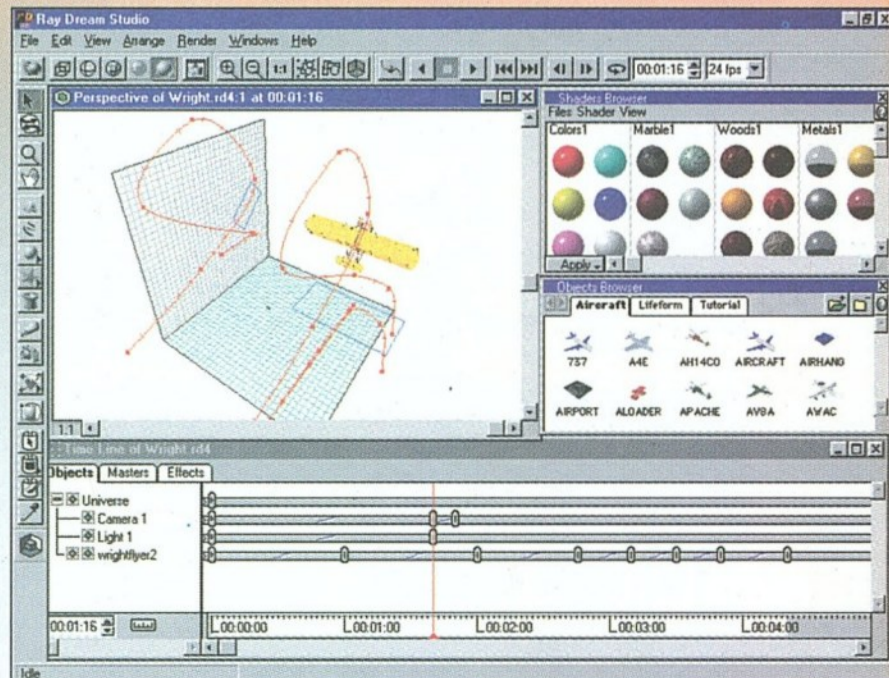 Ray Dream Studio
File Edit View Arrange Render Windows Help
1:1 00:01:16 24 fps
Perspective of Wright.rd4:1 at 00:01:16
1:1
Shaders Browser
Files Shader View
Colors1 Marble1 Woods1 Metals1
Apply
Objects Browser
Aircraft Lifeform Tutorial
737 A4E AH14CO AIRCRAFT AIRHANG
AIRPORT ALOADER APACHE AV8A AWAC
Time Line of Wright.rd4
Objects Masters Effects
Universe
Camera 1
Light 1
wrightflyer2
00:01:16 00:00:00 00:01:00 00:02:00 00:03:00 00:04:00
Idle